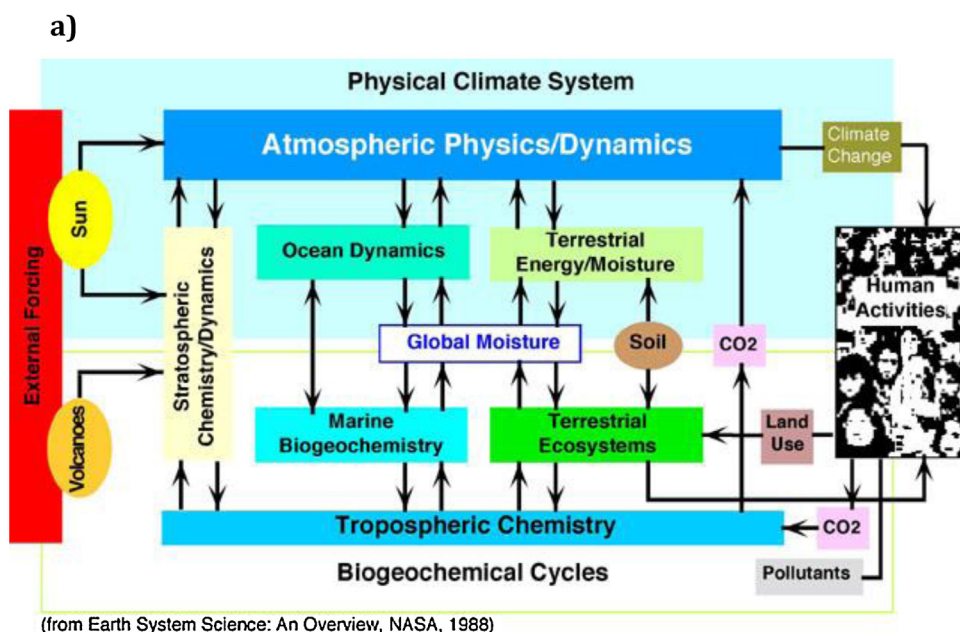 a)
Physical Climate System
Atmospheric Physics/Dynamics
Climate
Change
External Forcing
Sun
Stratospheric
Chemistry/Dynamics
Ocean Dynamics
Terrestrial
Energy/Moisture
Human
Activities
Global Moisture
Soil
CO2
Volcanoes
Marine
Biogeochemistry
Terrestrial
Ecosystems
Land
Use
Tropospheric Chemistry
CO2
Biogeochemical Cycles
Pollutants
(from Earth System Science: An Overview, NASA, 1988)